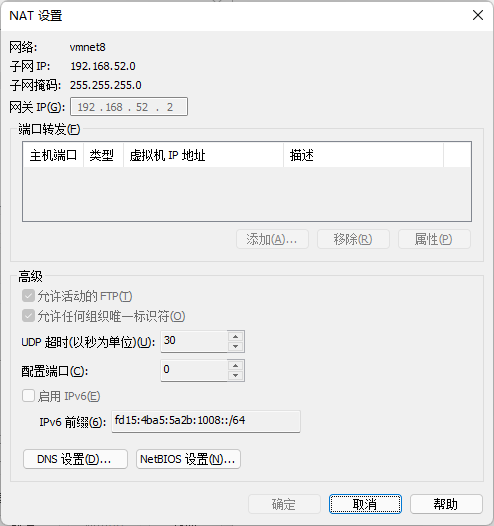 NAT 设置
网络: vmnet8
子网 IP: 192.168.52.0
子网掩码: 255.255.255.0
网关 IP(G): 192 . 168 . 52 . 2
端口转发(F)
主机端口 类型 虚拟机 IP 地址 描述
添加(A)... 移除(R) 属性(P)
高级
允许活动的 FTP(T)
允许任何组织唯一标识符(O)
UDP 超时(以秒为单位)(U): 30
配置端口(C): 0
启用 IPv6(E)
IPv6 前缀(6): fd15:4ba5:5a2b:1008::/64
DNS 设置(D)... NetBIOS 设置(N)...
确定 取消 帮助